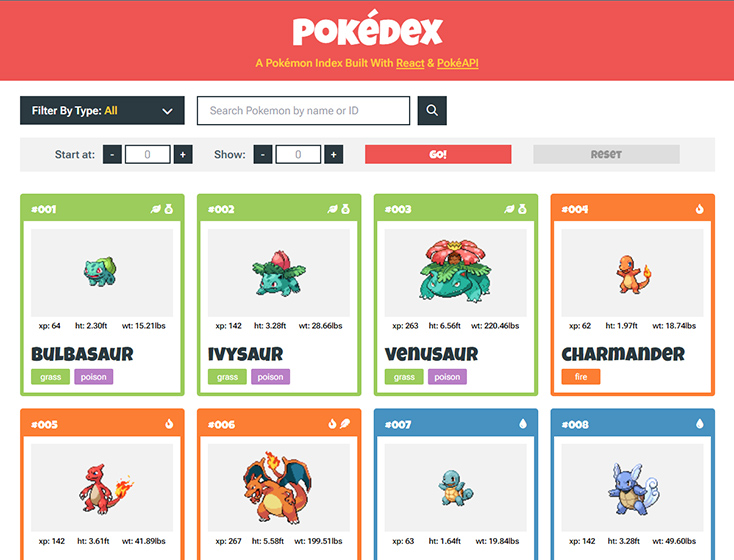 Pokédex
A Pokémon Index Built With React & PokéAPI
Filter By Type: All
Search Pokemon by name or ID
Start at: - 0 + Show: - 0 + Go! Reset
#001 #002 #003 #004
xp: 64 ht: 2.30ft wt: 15.21lbs xp: 142 ht: 3.28ft wt: 28.66lbs xp: 263 ht: 6.56ft wt: 220.46lbs xp: 62 ht: 1.97ft wt: 18.74lbs
Bulbasaur Ivysaur Venusaur Charmander
grass poison grass poison grass poison fire
#005 #006 #007 #008
xp: 142 ht: 3.61ft wt: 41.89lbs xp: 267 ht: 5.58ft wt: 199.51lbs xp: 63 ht: 1.64ft wt: 19.84lbs xp: 142 ht: 3.28ft wt: 49.60lbs